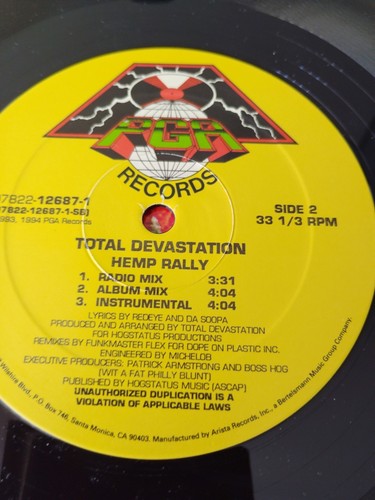 PGA
RECORDS
07822-12687-1
(07822-12687-1-SB)
1993, 1994 PGA Records
SIDE 2
33 1/3 RPM
TOTAL DEVASTATION
HEMP RALLY
1. RADIO MIX 3:31
2. ALBUM MIX 4:04
3. INSTRUMENTAL 4:04
LYRICS BY REDEYE AND DA SOOPA
PRODUCED AND ARRANGED BY TOTAL DEVASTATION
FOR HOGSTATUS PRODUCTIONS
REMIXES BY FUNKMASTER FLEX FOR DOPE ON PLASTIC INC.
ENGINEERED BY MICHELOB
EXECUTIVE PRODUCERS: PATRICK ARMSTRONG AND BOSS HOG
(WIT A FAT PHILLY BLUNT)
PUBLISHED BY HOGSTATUS MUSIC (ASCAP)
UNAUTHORIZED DUPLICATION IS A
VIOLATION OF APPLICABLE LAWS
Blvd., P.O. Box 748, Santa Monica, CA 90403. Manufactured by Arista Records, Inc., a Bertelsmann Music Group Company.